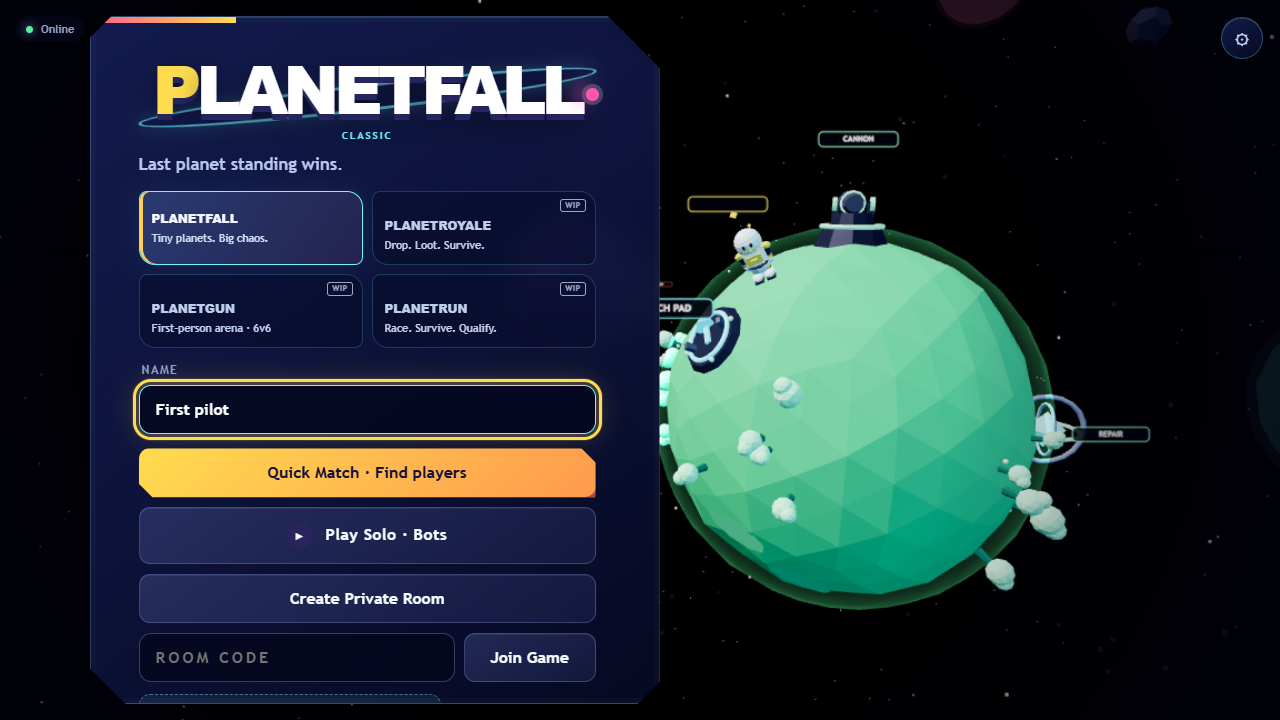 Online
PLANETFALL
CLASSIC
Last planet standing wins.
PLANETFALL
Tiny planets. Big chaos.
WIP
PLANETROYALE
Drop. Loot. Survive.
WIP
PLANETGUN
First-person arena · 6v6
WIP
PLANETRUN
Race. Survive. Qualify.
NAME
First pilot
Quick Match · Find players
Play Solo · Bots
Create Private Room
ROOM CODE
Join Game
CANNON
CH PAD
REPAIR